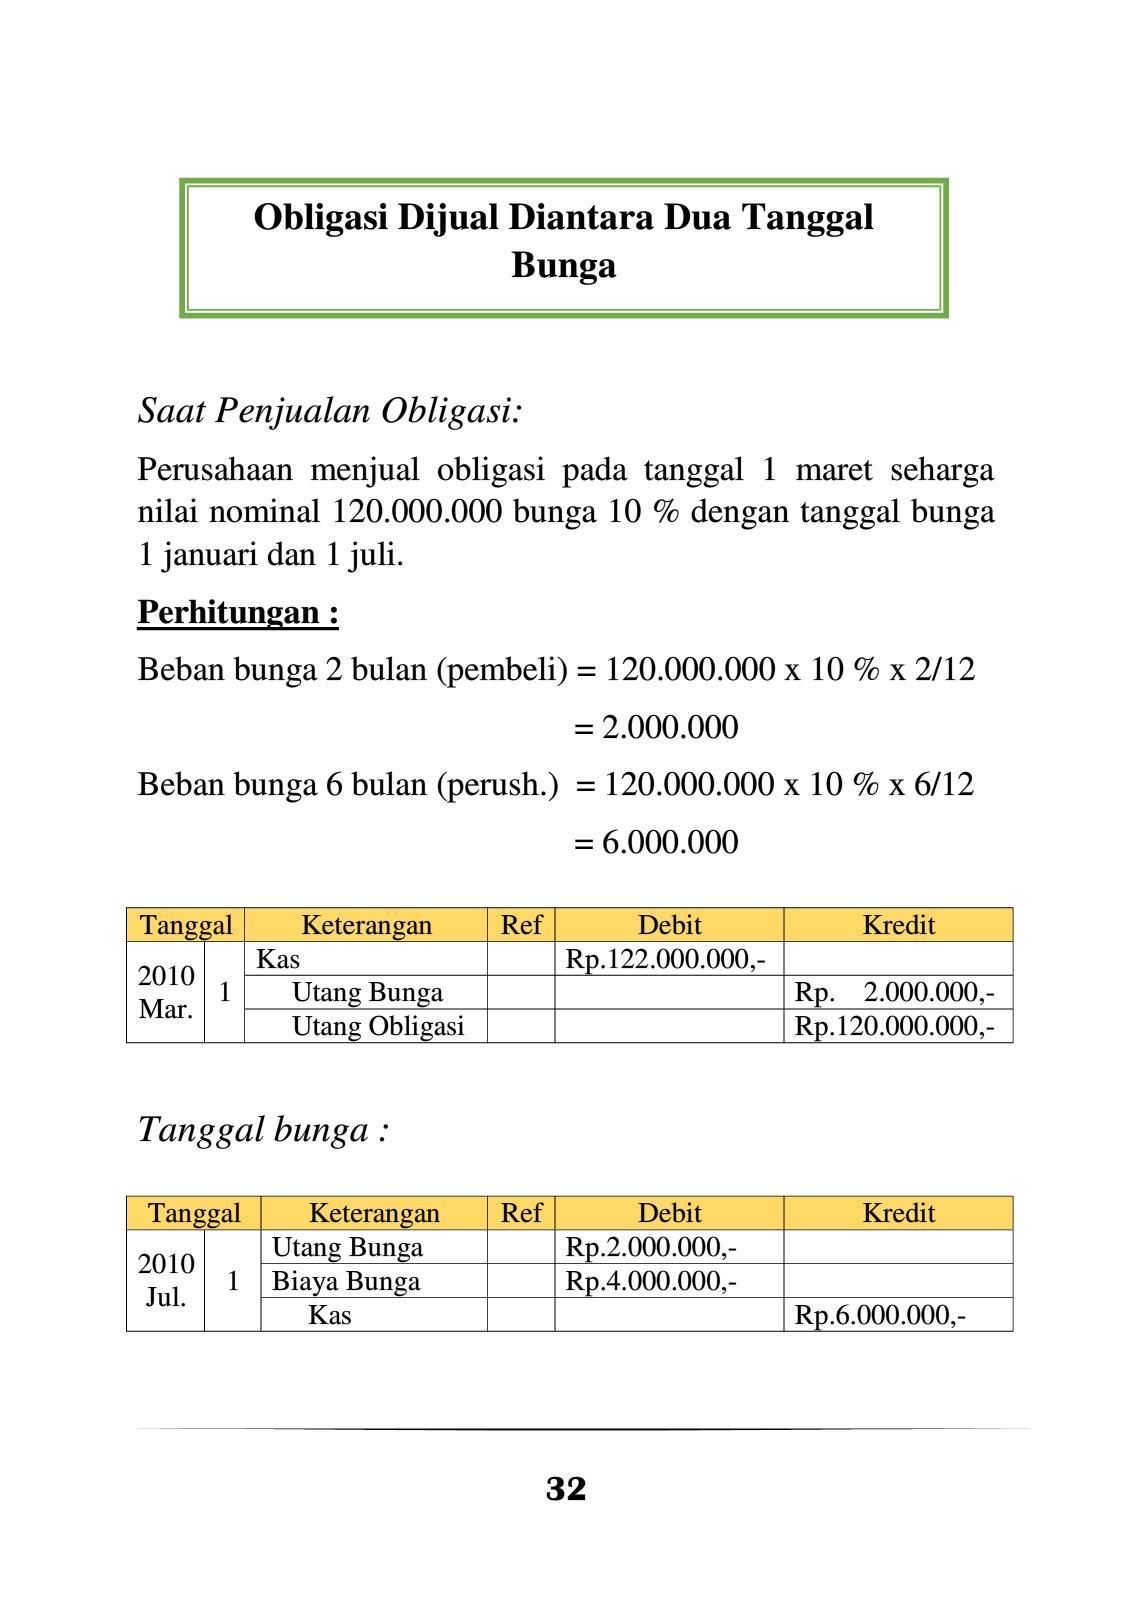 Obligasi Dijual Diantara Dua Tanggal
Bunga
Saat Penjualan Obligasi:
Perusahaan menjual obligasi pada tanggal 1 maret seharga
nilai nominal 120.000.000 bunga 10 % dengan tanggal bunga
1 januari dan 1 juli.
Perhitungan :
Beban bunga 2 bulan (pembeli) = 120.000.000 x 10 % x 2/12
= 2.000.000
Beban bunga 6 bulan (perush.) = 120.000.000 x 10 % x 6/12
= 6.000.000
Tanggal Keterangan Ref Debit Kredit
2010 Mar. 1 Kas Rp.122.000.000,-
Utang Bunga Rp. 2.000.000,-
Utang Obligasi Rp.120.000.000,-
Tanggal bunga :
Tanggal Keterangan Ref Debit Kredit
2010 Jul. 1 Utang Bunga Rp.2.000.000,-
Biaya Bunga Rp.4.000.000,-
Kas Rp.6.000.000,-
32